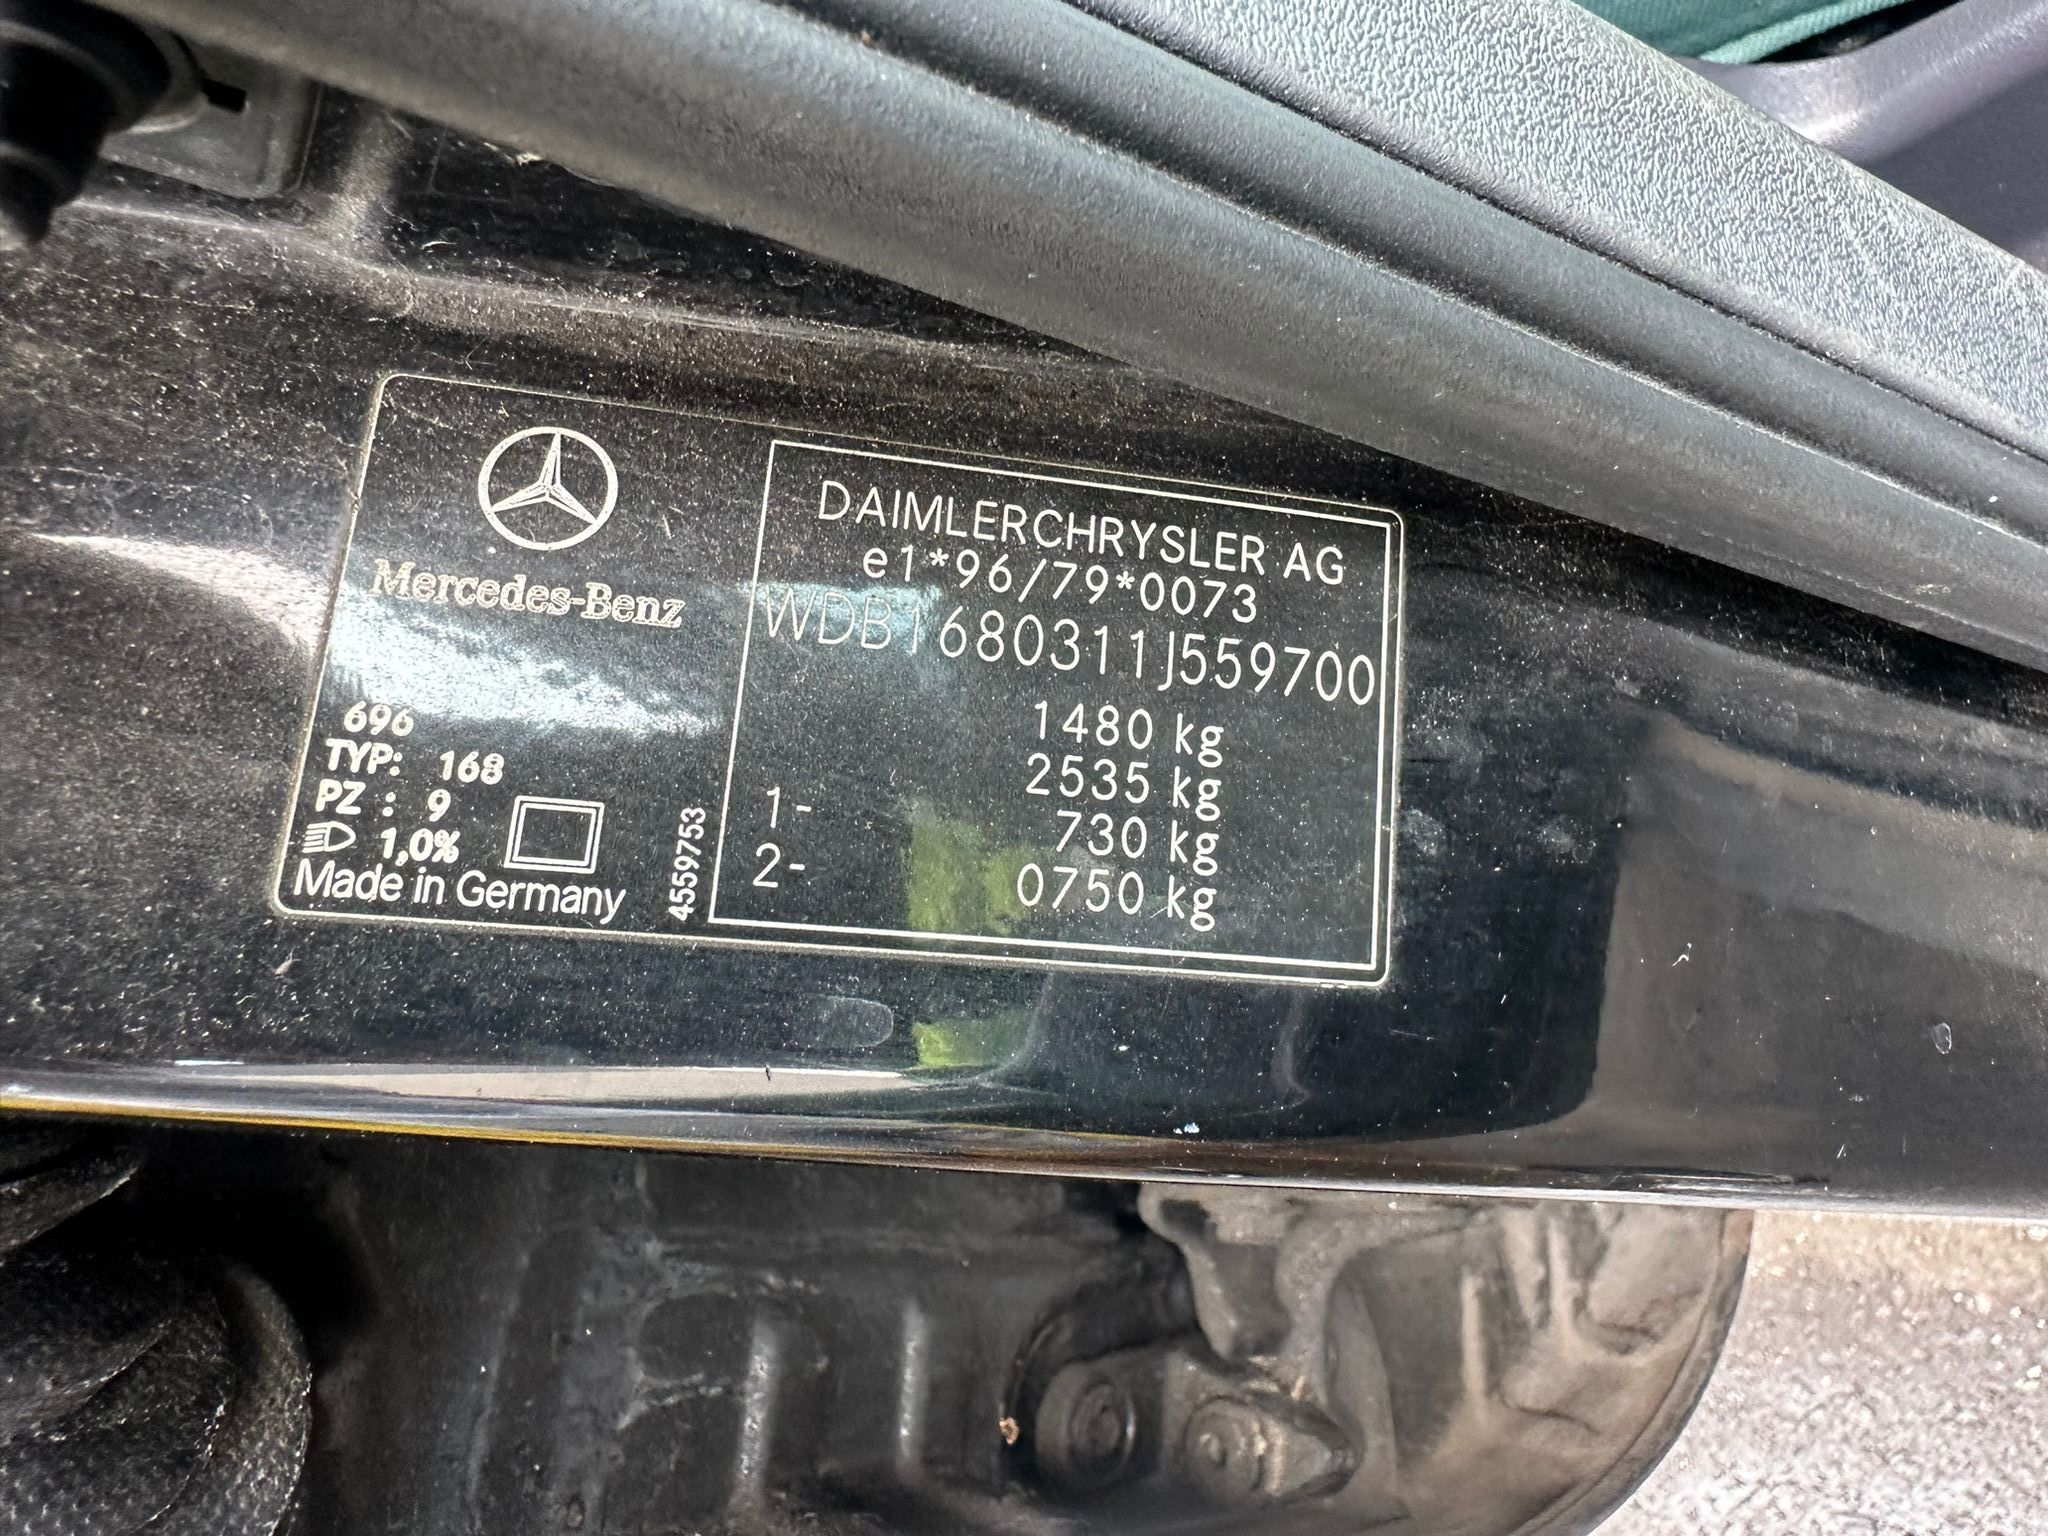 Mercedes-Benz
696
TYP: 168
PZ : 9
1,0%
Made in Germany
4559753
DAIMLERCHRYSLER AG
e1*96/79*0073
WDB1680311J559700
1480 kg
2535 kg
1- 730 kg
2- 0750 kg